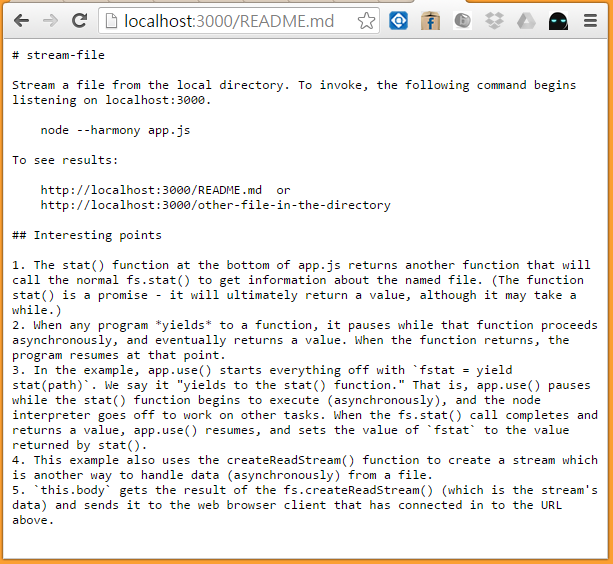 localhost:3000/README.md
# stream-file
Stream a file from the local directory. To invoke, the following command begins
listening on localhost:3000.
node --harmony app.js
To see results:
http://localhost:3000/README.md  or
http://localhost:3000/other-file-in-the-directory
## Interesting points
1. The stat() function at the bottom of app.js returns another function that will
call the normal fs.stat() to get information about the named file. (The function
stat() is a promise - it will ultimately return a value, although it may take a
while.)
2. When any program *yields* to a function, it pauses while that function proceeds
asynchronously, and eventually returns a value. When the function returns, the
program resumes at that point.
3. In the example, app.use() starts everything off with `fstat = yield
stat(path)`. We say it "yields to the stat() function." That is, app.use() pauses
while the stat() function begins to execute (asynchronously), and the node
interpreter goes off to work on other tasks. When the fs.stat() call completes and
returns a value, app.use() resumes, and sets the value of `fstat` to the value
returned by stat().
4. This example also uses the createReadStream() function to create a stream which
is another way to handle data (asynchronously) from a file.
5. `this.body` gets the result of the fs.createReadStream() (which is the stream's
data) and sends it to the web browser client that has connected in to the URL
above.